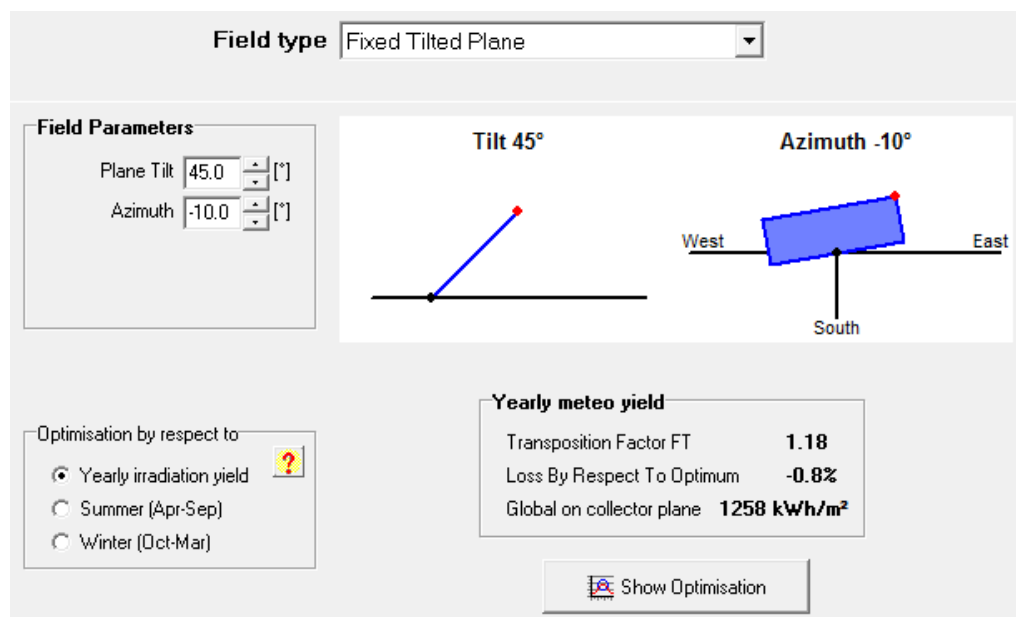 Field type Fixed Tilted Plane
Field Parameters
Plane Tilt 45.0 [°]
Azimuth -10.0 [°]
Tilt 45°
Azimuth -10°
West East
South
Optimisation by respect to
?
Yearly irradiation yield
Summer (Apr-Sep)
Winter (Oct-Mar)
Yearly meteo yield
Transposition Factor FT 1.18
Loss By Respect To Optimum -0.8%
Global on collector plane 1258 kWh/m²
Show Optimisation